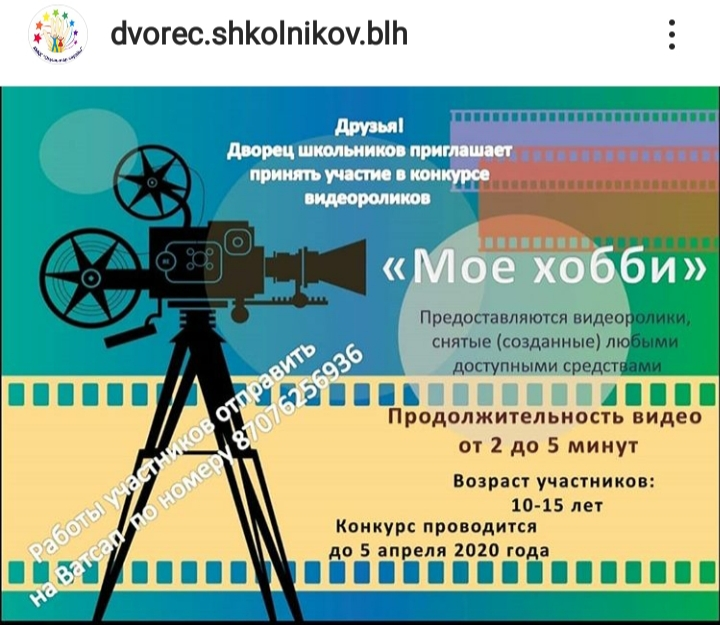 dvorec.shkolnikov.blh
Друзья!
Дворец школьников приглашает
принять участие в конкурсе
видеороликов
«Мое хобби»
Предоставляются видеоролики,
снятые (созданные) любыми
доступными средствами
Работы участников отправить
на Ватсап по номеру 87076256936
Продолжительность видео
от 2 до 5 минут
Возраст участников:
10-15 лет
Конкурс проводится
до 5 апреля 2020 года